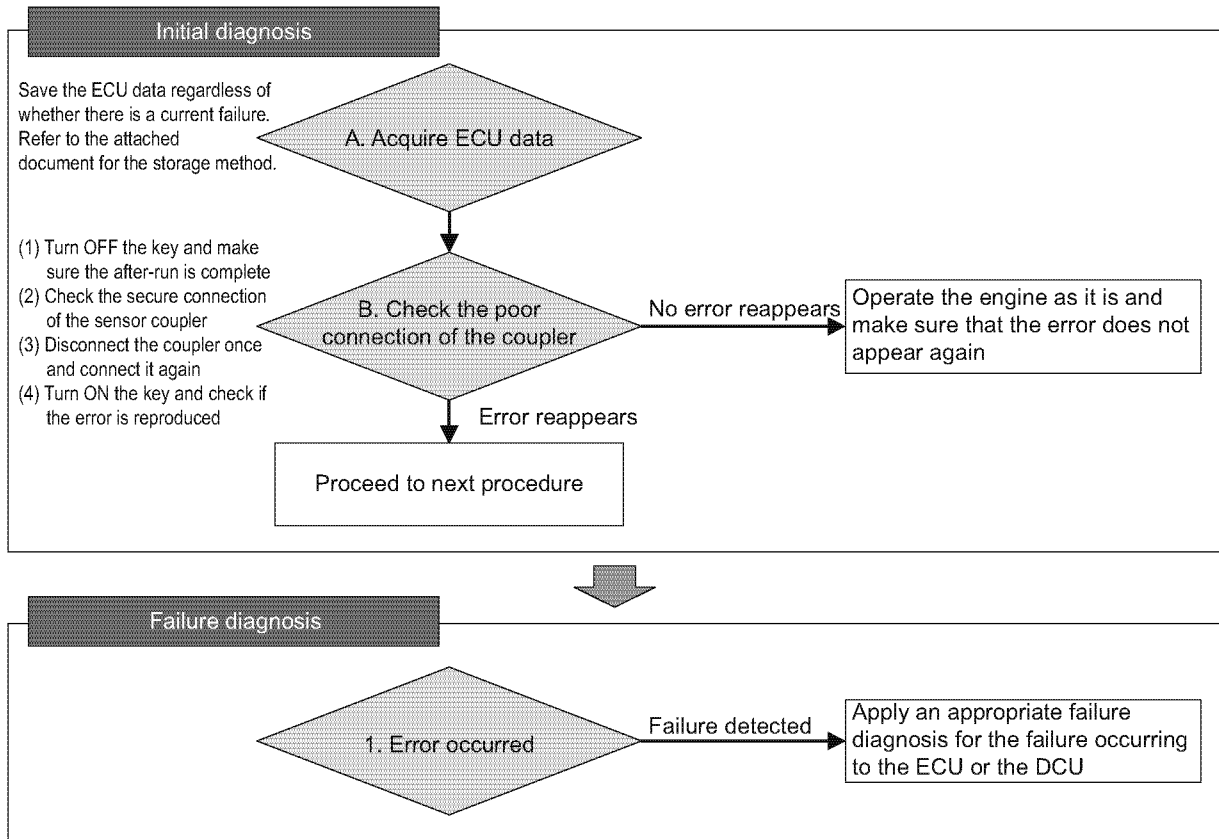 Initial diagnosis
Save the ECU data regardless of
whether there is a current failure.
Refer to the attached
document for the storage method.
A. Acquire ECU data
(1) Turn OFF the key and make
sure the after-run is complete
(2) Check the secure connection
of the sensor coupler
(3) Disconnect the coupler once
and connect it again
(4) Turn ON the key and check if
the error is reproduced
B. Check the poor
connection of the coupler
No error reappears
Operate the engine as it is and
make sure that the error does not
appear again
Error reappears
Proceed to next procedure
Failure diagnosis
1. Error occurred
Failure detected
Apply an appropriate failure
diagnosis for the failure occurring
to the ECU or the DCU